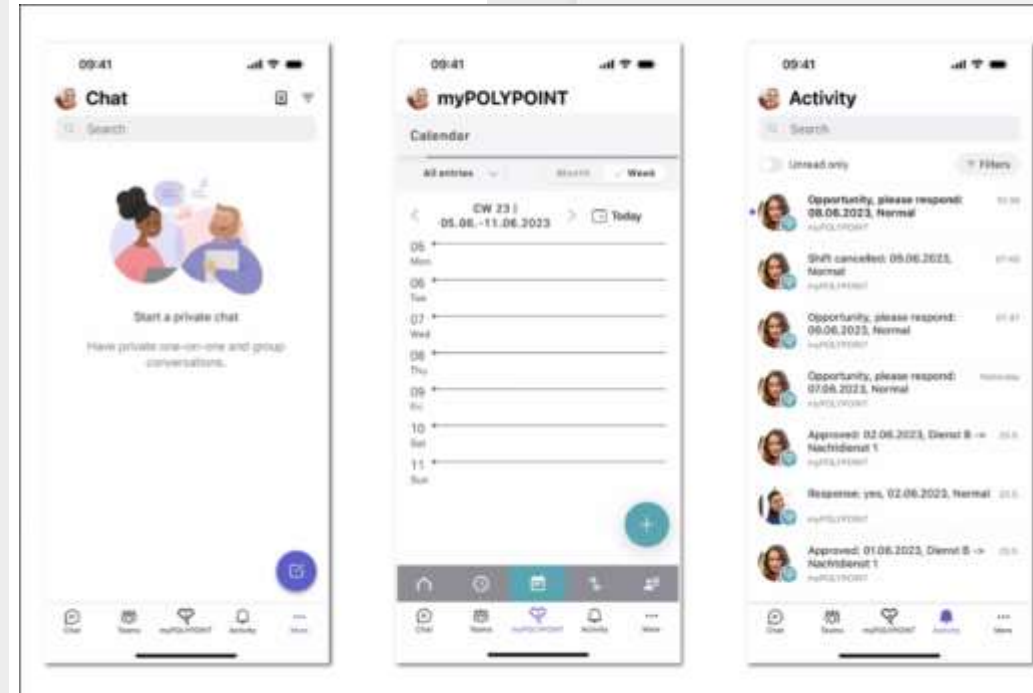 09:41
Chat
Search
Start a private chat
Have private one-on-one and group
conversations.
Chat
Teams
myPOLYPOINT
Activity
More
09:41
myPOLYPOINT
Calendar
All entries
Month
Week
CW 23 |
05.06.-11.06.2023
Today
05
Mon
06
Tue
07
Wed
08
Thu
09
Fri
10
Sat
11
Sun
Chat
Teams
myPOLYPOINT
Activity
More
09:41
Activity
Search
Unread only
Filters
Opportunity, please respond:
08.06.2023, Normal
myPOLYPOINT
Shift cancelled: 05.06.2023,
Normal
myPOLYPOINT
Opportunity, please respond:
09.06.2023, Normal
myPOLYPOINT
Opportunity, please respond:
07.06.2023, Normal
Yesterday
myPOLYPOINT
Approved: 02.06.2023, Dienst B ->
Nachtdienst 1
myPOLYPOINT
Response: yes, 02.06.2023, Normal
myPOLYPOINT
Approved: 01.06.2023, Dienst B ->
Nachtdienst 1
myPOLYPOINT
Chat
Teams
myPOLYPOINT
Activity
More